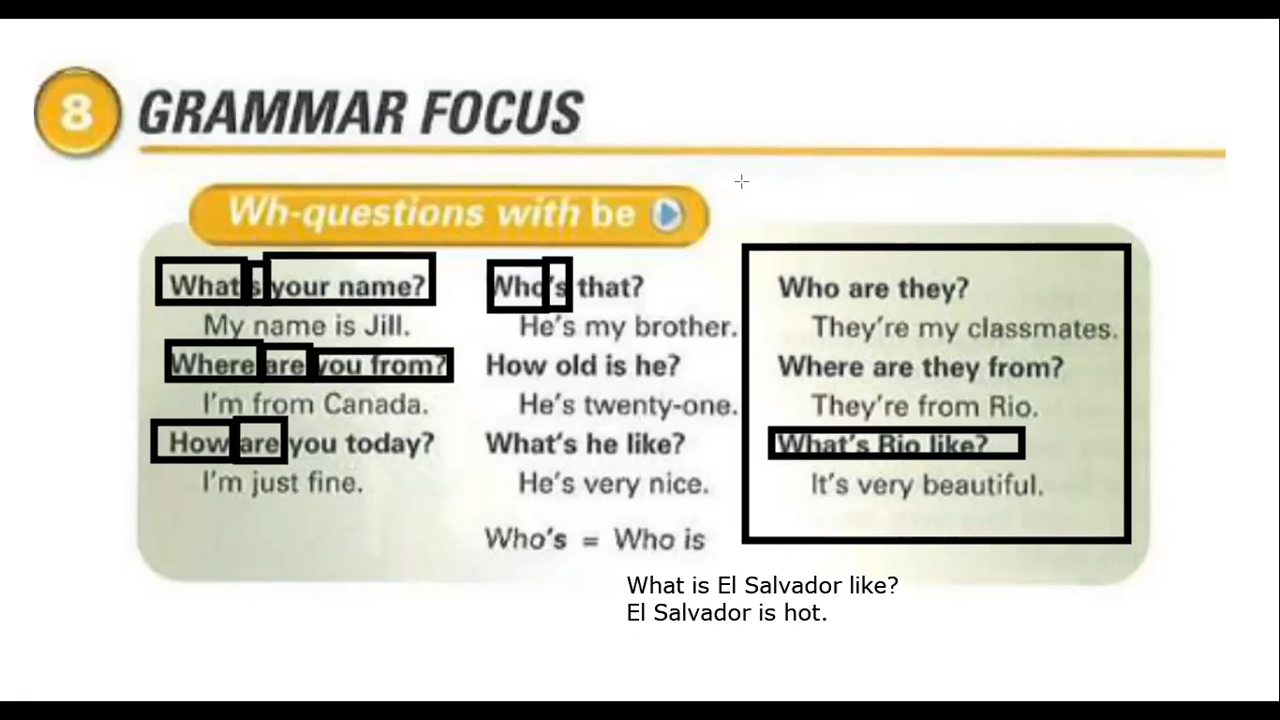 8 GRAMMAR FOCUS
Wh-questions with be
What's your name?
My name is Jill.
Where are you from?
I'm from Canada.
How are you today?
I'm just fine.
Who's that?
He's my brother.
How old is he?
He's twenty-one.
What's he like?
He's very nice.
Who's = Who is
Who are they?
They're my classmates.
Where are they from?
They're from Rio.
What's Rio like?
It's very beautiful.
What is El Salvador like?
El Salvador is hot.